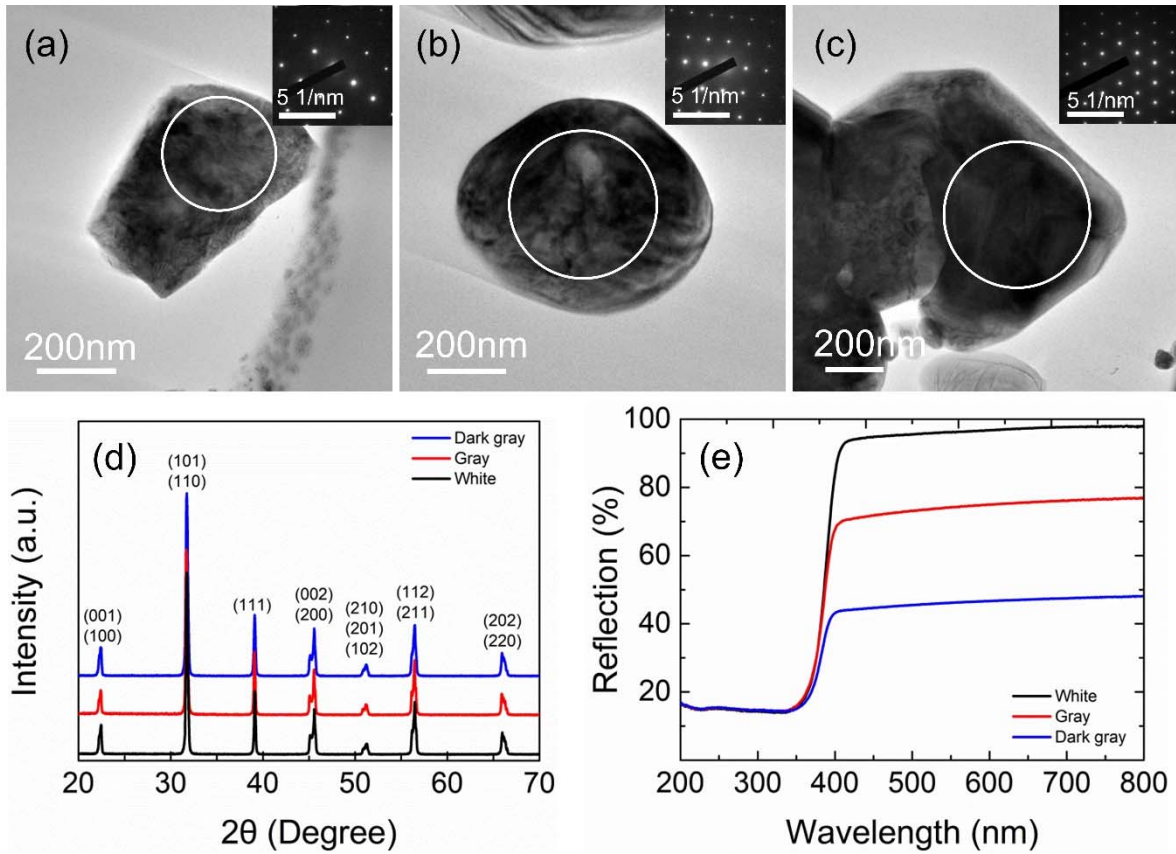 (a)
5 1/nm
200nm
(b)
5 1/nm
200nm
(c)
5 1/nm
200nm
(d)
Dark gray
Gray
White
(001)
(100)
(101)
(110)
(111)
(002)
(200)
(210)
(201)
(102)
(112)
(211)
(202)
(220)
Intensity (a.u.)
20 30 40 50 60 70
2θ (Degree)
(e)
100
80
60
40
20
Reflection (%)
White
Gray
Dark gray
200 300 400 500 600 700 800
Wavelength (nm)